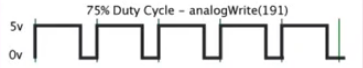 75% Duty Cycle – analogWrite(191)
5v
0v